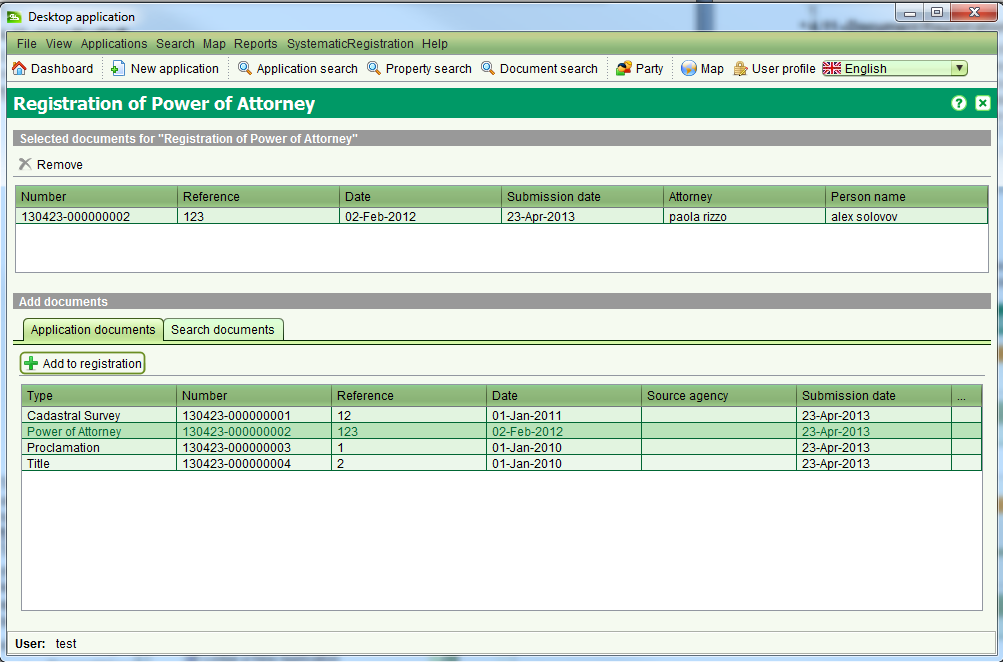 Desktop application
File View Applications Search Map Reports SystematicRegistration Help
Dashboard New application Application search Property search Document search Party Map User profile English
Registration of Power of Attorney
Selected documents for "Registration of Power of Attorney"
Remove
Number Reference Date Submission date Attorney Person name
130423-000000002 123 02-Feb-2012 23-Apr-2013 paola rizzo alex solovov
Add documents
Application documents Search documents
Add to registration
Type Number Reference Date Source agency Submission date ...
Cadastral Survey 130423-000000001 12 01-Jan-2011 23-Apr-2013
Power of Attorney 130423-000000002 123 02-Feb-2012 23-Apr-2013
Proclamation 130423-000000003 1 01-Jan-2010 23-Apr-2013
Title 130423-000000004 2 01-Jan-2010 23-Apr-2013
User: test